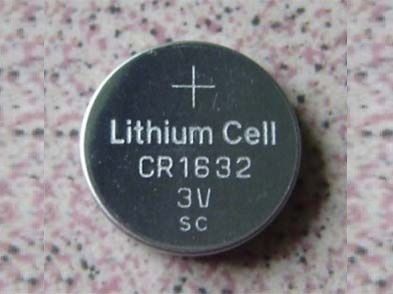 +
Lithium Cell
CR1632
3V
SC